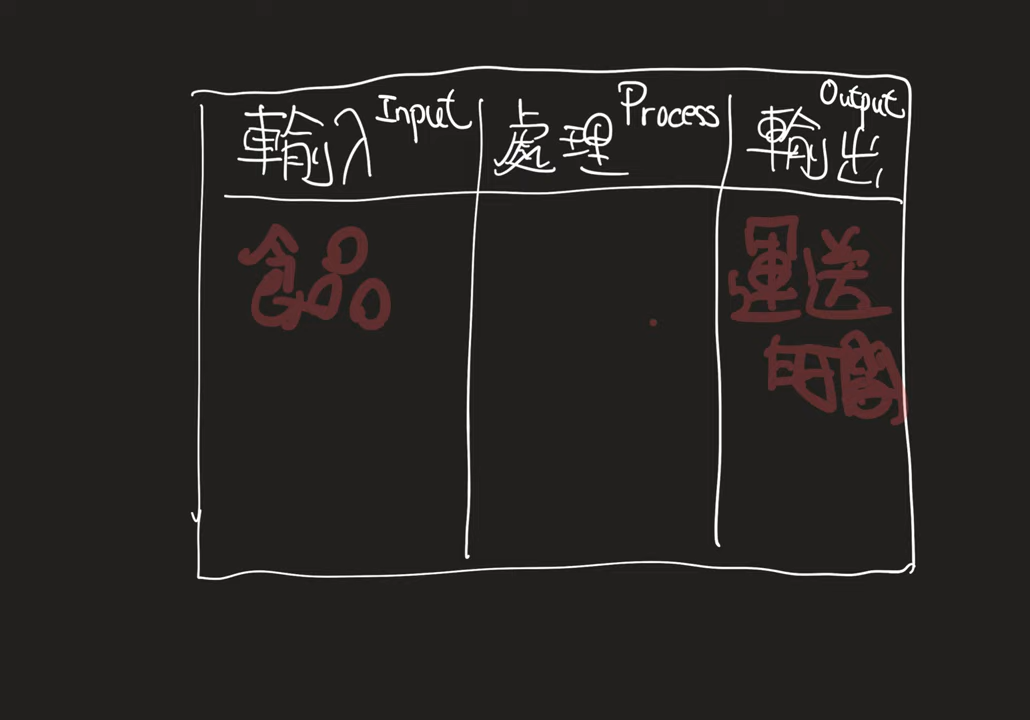 輸入 Input
處理 Process
輸出 Output
食品
運送
時間